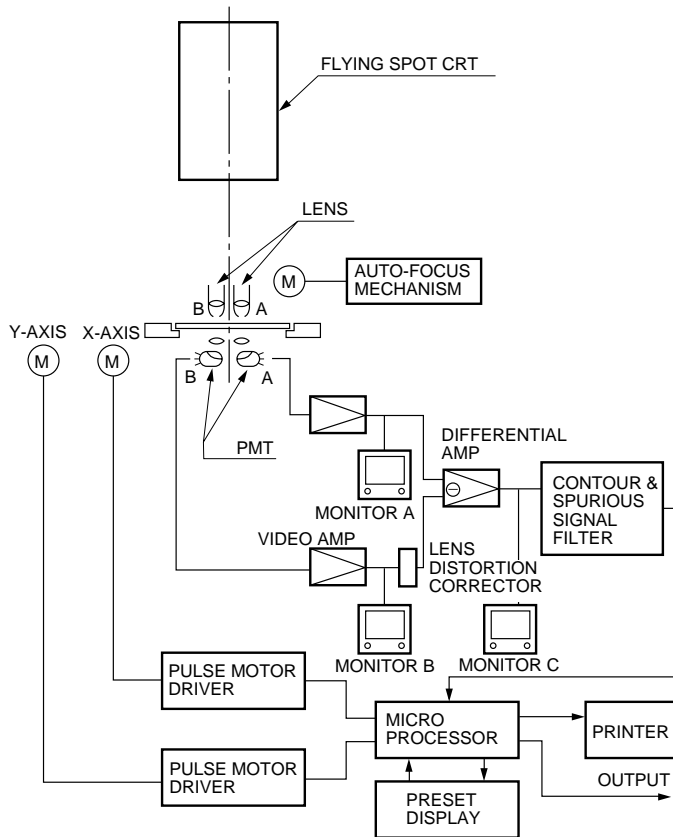 FLYING SPOT CRT
LENS
M
AUTO-FOCUS
MECHANISM
B
A
Y-AXIS
X-AXIS
M
M
B
A
PMT
DIFFERENTIAL
AMP
MONITOR A
CONTOUR &
SPURIOUS
SIGNAL
FILTER
VIDEO AMP
LENS
DISTORTION
CORRECTOR
MONITOR B
MONITOR C
PULSE MOTOR
DRIVER
MICRO
PROCESSOR
PRINTER
PULSE MOTOR
DRIVER
OUTPUT
PRESET
DISPLAY